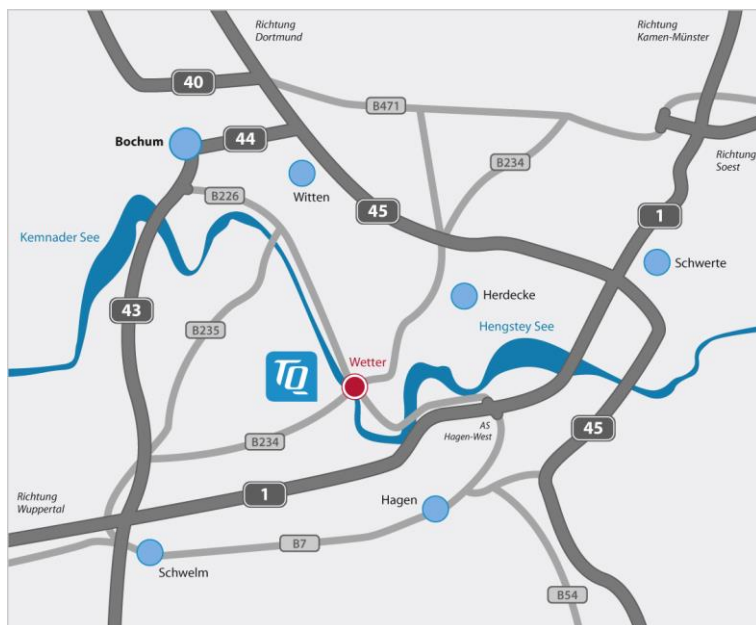 Richtung
Dortmund
Richtung
Kamen-Münster
40
B471
Bochum
44
B234
Richtung
Soest
Witten
B226
45
1
Kemnader See
Schwerte
Herdecke
43
B235
Hengstey See
Wetter
TQ
AS
Hagen-West
B234
45
1
Richtung
Wuppertal
Hagen
B7
Schwelm
B54